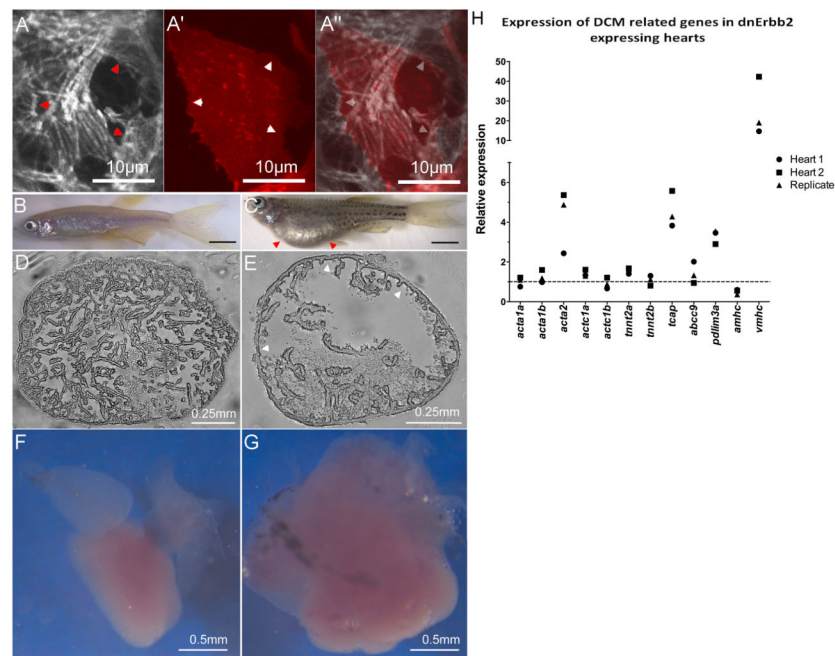 A
A'
A''
10μm
10μm
10μm
B
C
D
E
0.25mm
0.25mm
F
G
0.5mm
0.5mm
H
Expression of DCM related genes in dnErbb2
expressing hearts
Relative expression
50
40
30
20
10
6
4
2
0
Heart 1
Heart 2
Replicate
acta1a
acta1b
acta2
actc1a
actc1b
tnnt2a
tnnt2b
tcap
abcc9
pdlim3a
amhc
vmhc